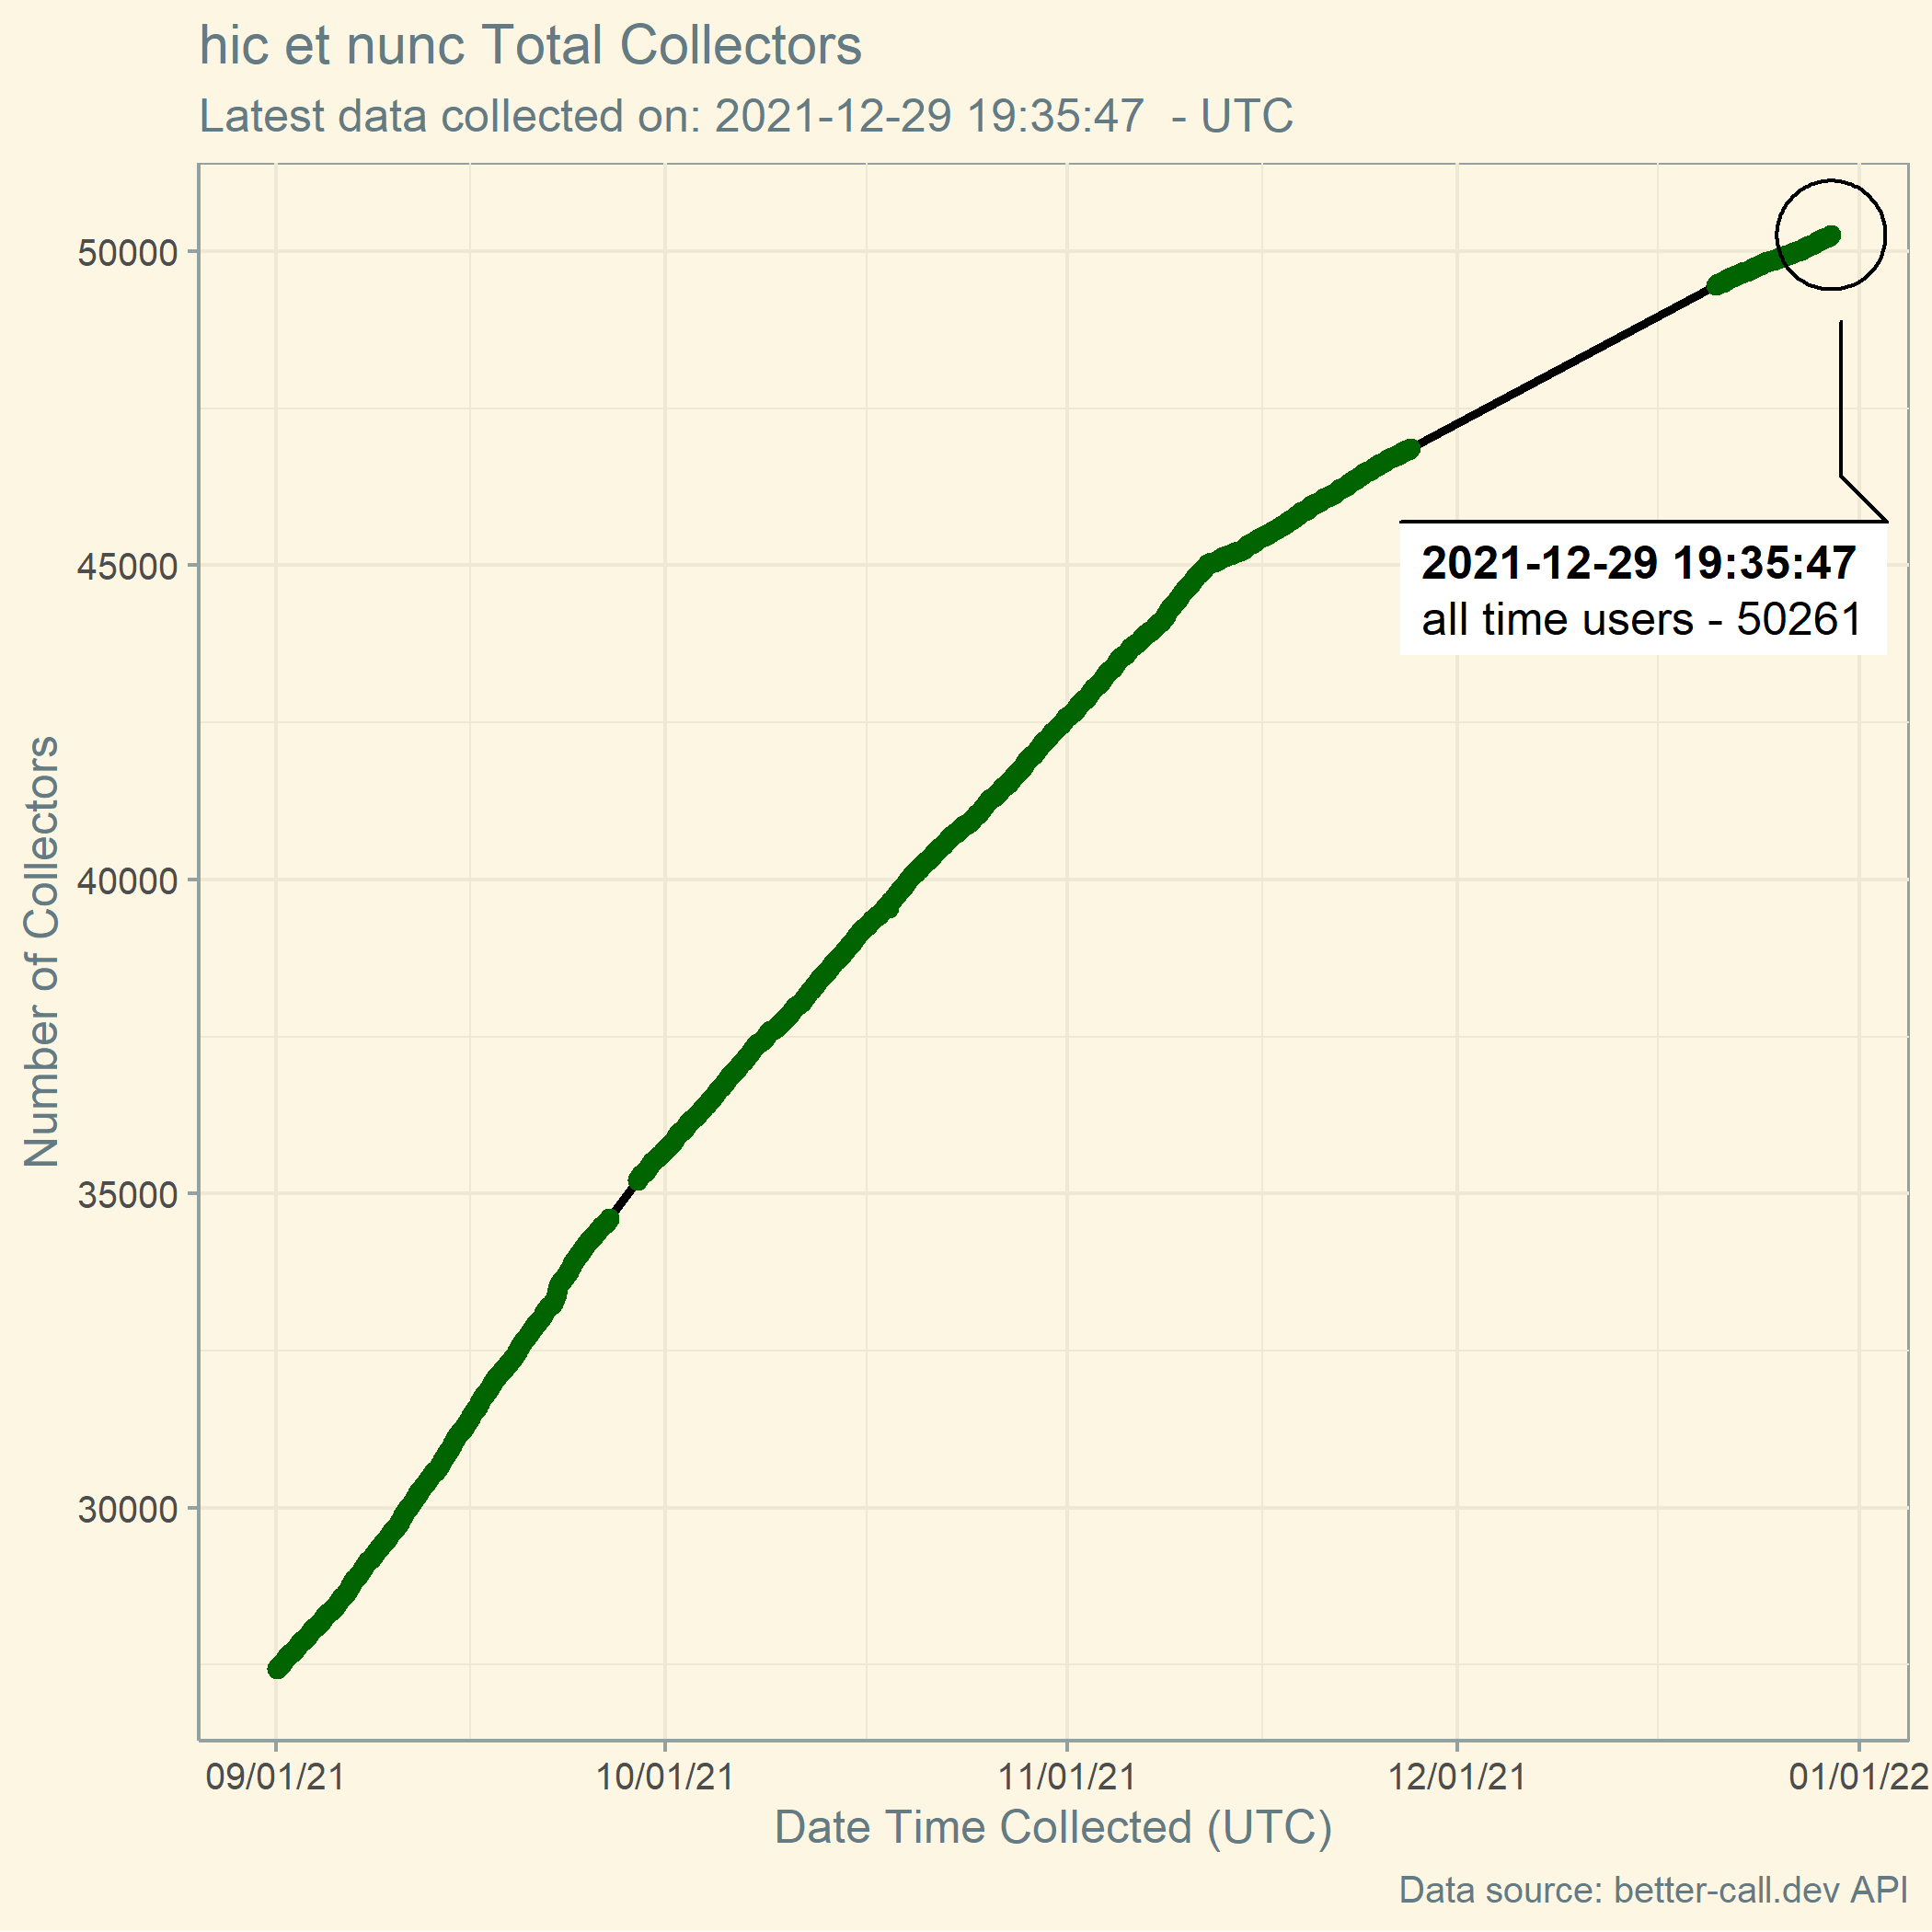 hic et nunc Total Collectors
Latest data collected on: 2021-12-29 19:35:47  - UTC
50000
45000
40000
35000
30000
Number of Collectors
2021-12-29 19:35:47
all time users - 50261
09/01/21
10/01/21
11/01/21
12/01/21
01/01/22
Date Time Collected (UTC)
Data source: better-call.dev API